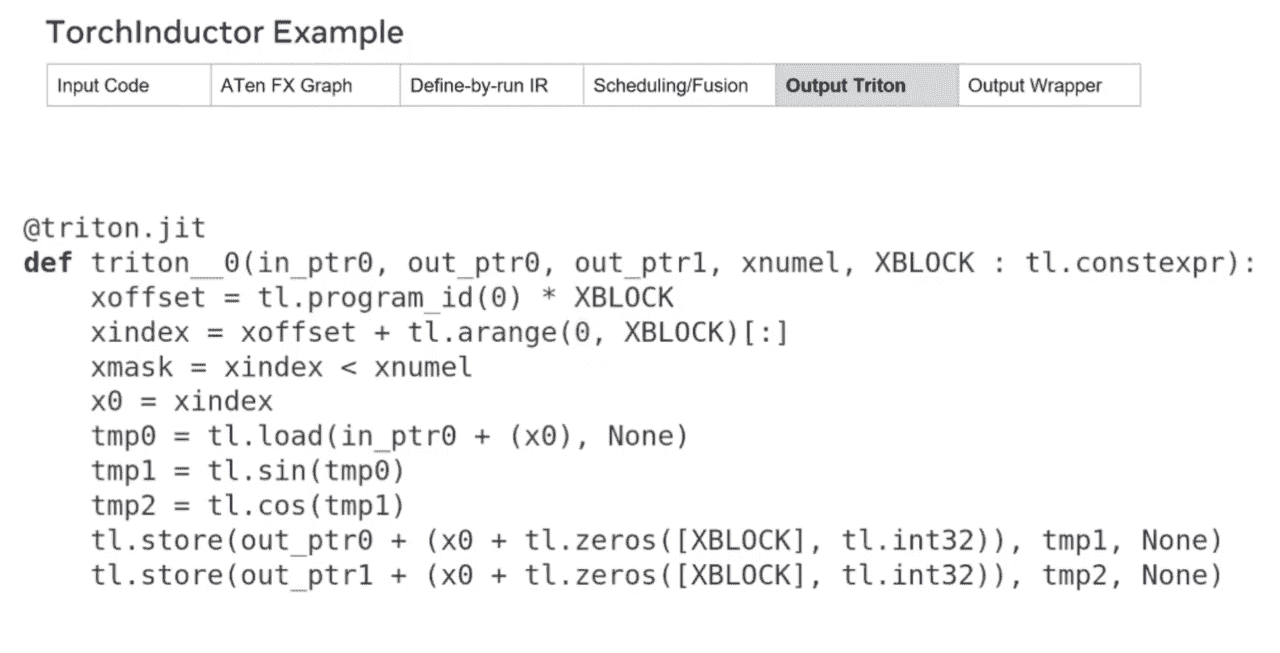 TorchInductor Example
Input Code ATen FX Graph Define-by-run IR Scheduling/Fusion Output Triton Output Wrapper
@triton.jit
def triton__0(in_ptr0, out_ptr0, out_ptr1, xnumel, XBLOCK : tl.constexpr):
    xoffset = tl.program_id(0) * XBLOCK
    xindex = xoffset + tl.arange(0, XBLOCK)[:]
    xmask = xindex < xnumel
    x0 = xindex
    tmp0 = tl.load(in_ptr0 + (x0), None)
    tmp1 = tl.sin(tmp0)
    tmp2 = tl.cos(tmp1)
    tl.store(out_ptr0 + (x0 + tl.zeros([XBLOCK], tl.int32)), tmp1, None)
    tl.store(out_ptr1 + (x0 + tl.zeros([XBLOCK], tl.int32)), tmp2, None)